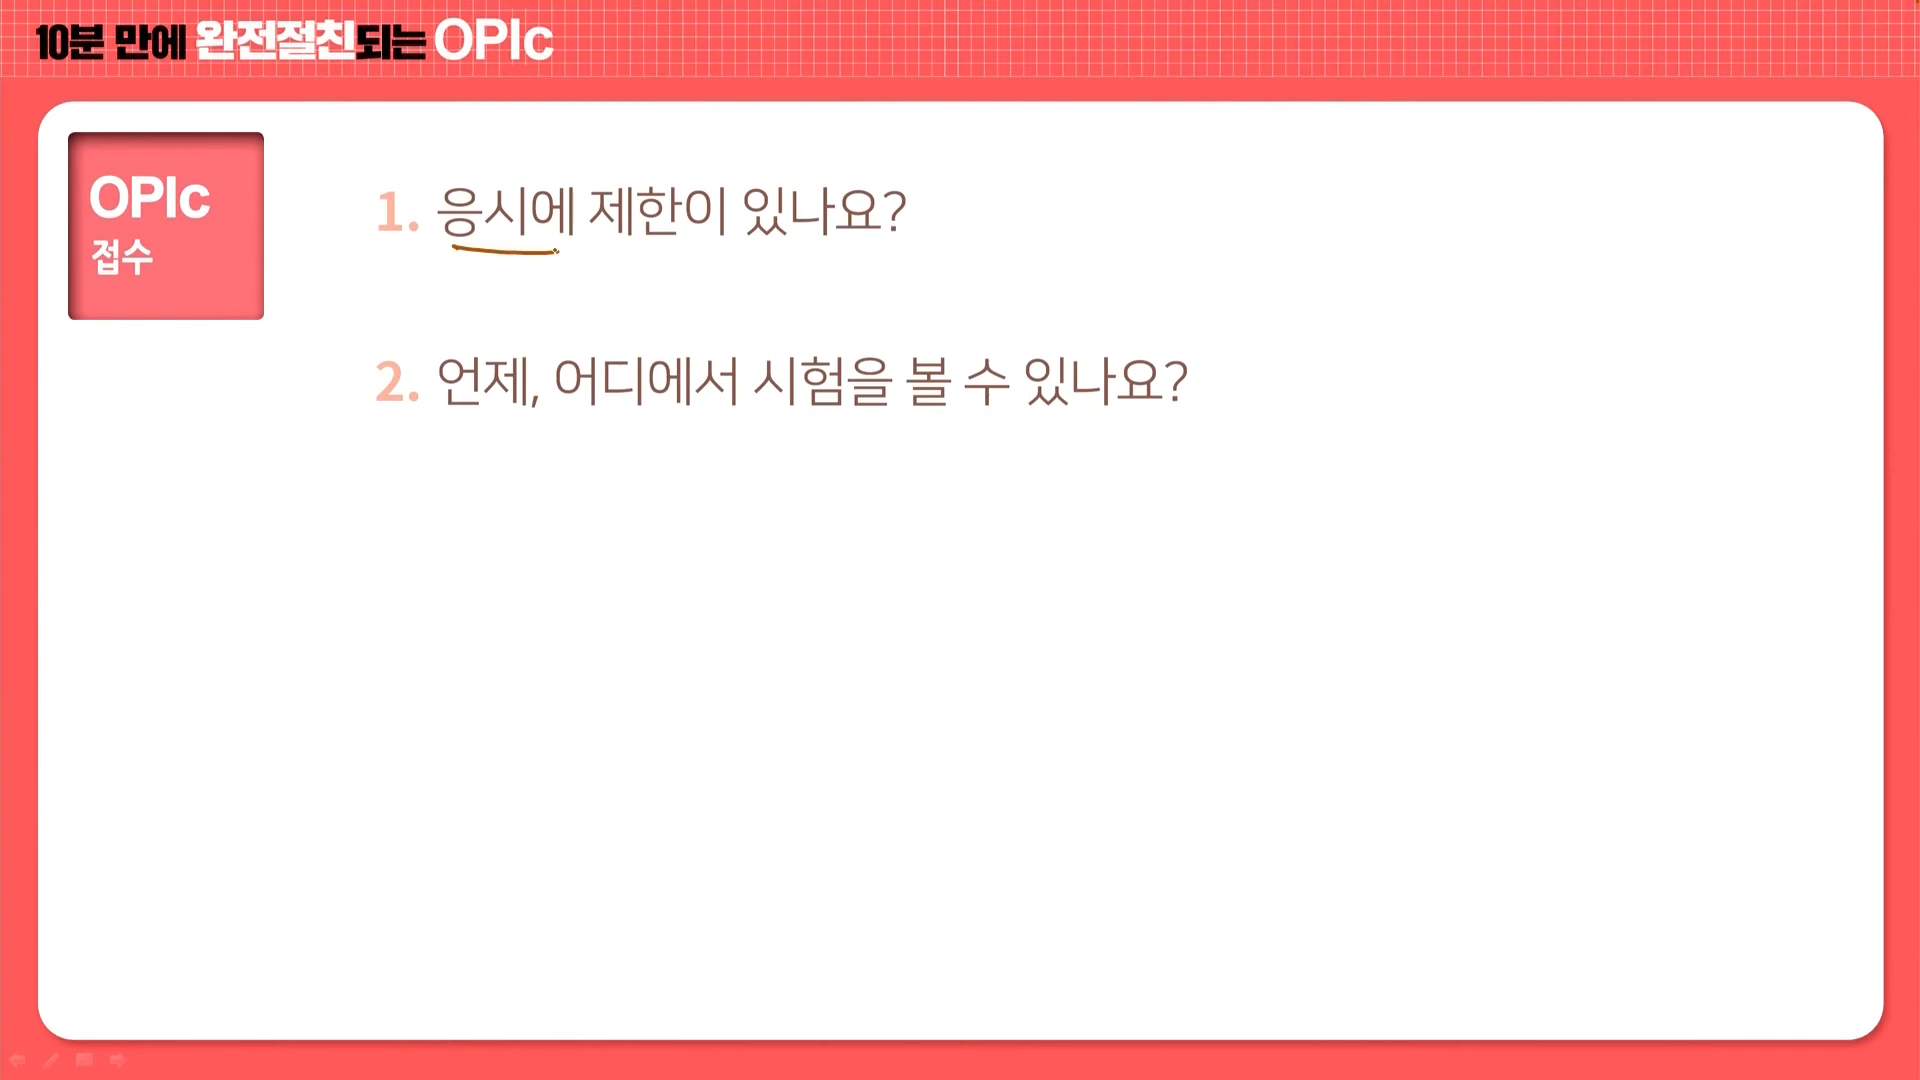 10분 만에 완전절친되는 OPIc
OPIc
접수
1. 응시에 제한이 있나요?
2. 언제, 어디에서 시험을 볼 수 있나요?